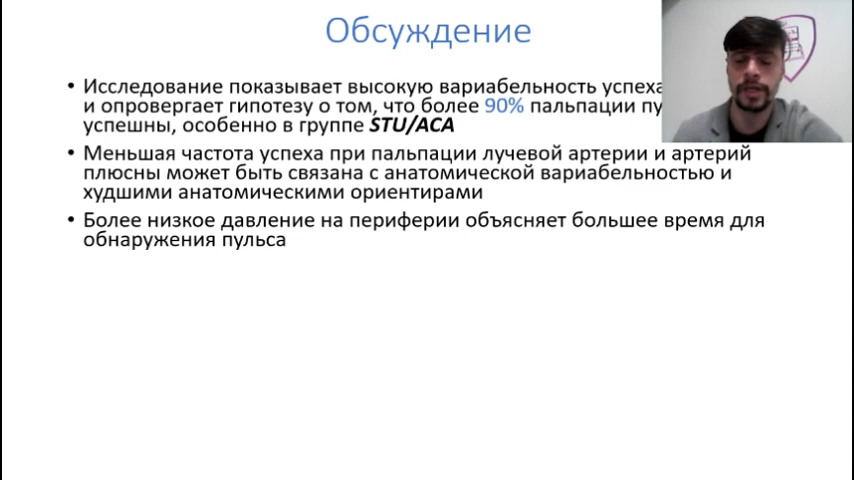 Обсуждение
• Исследование показывает высокую вариабельность успеха
и опровергает гипотезу о том, что более 90% пальпации
успешны, особенно в группе STU/ACA
• Меньшая частота успеха при пальпации лучевой артерии и артерий
плюсны может быть связана с анатомической вариабельностью и
худшими анатомическими ориентирами
• Более низкое давление на периферии объясняет большее время для
обнаружения пульса